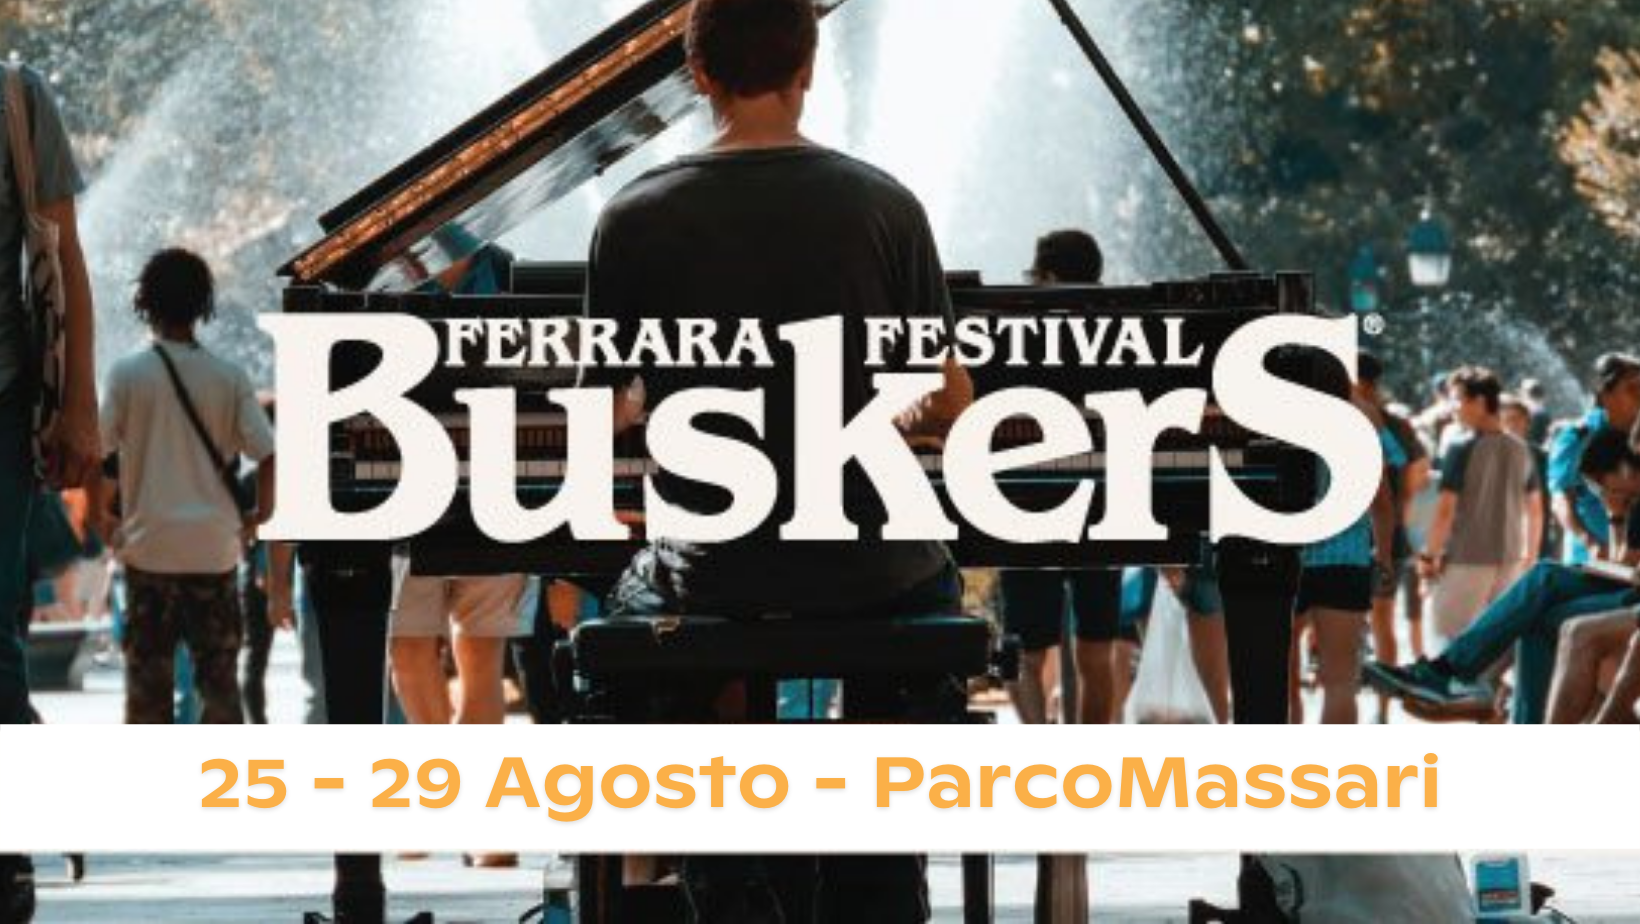 FERRARA FESTIVAL
BuskerS®
25 - 29 Agosto - ParcoMassari